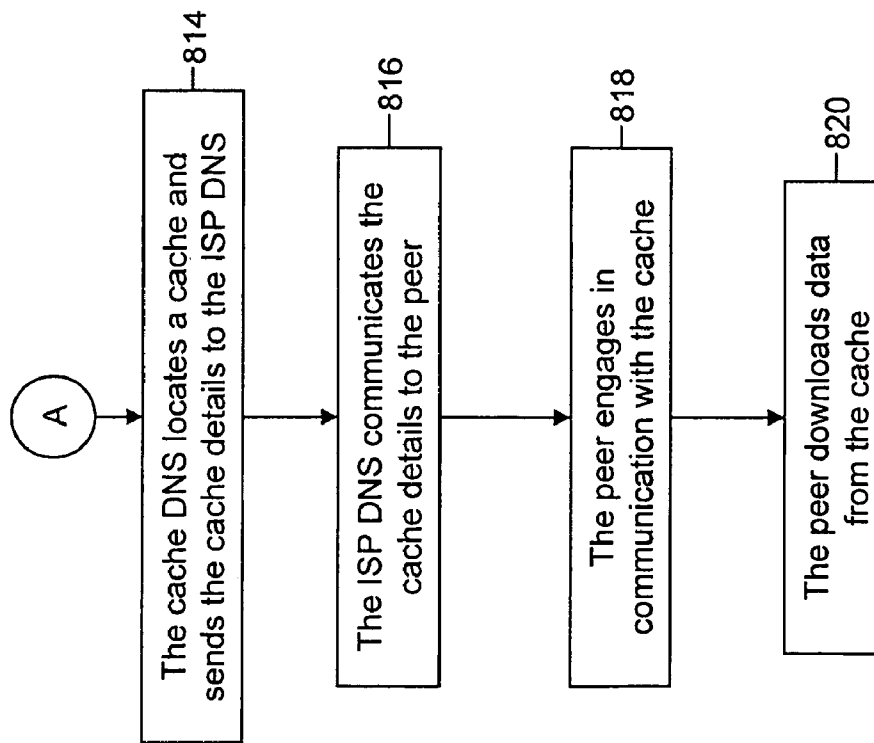 A
The cache DNS locates a cache and
sends the cache details to the ISP DNS
814
The ISP DNS communicates the
cache details to the peer
816
The peer engages in
communication with the cache
818
The peer downloads data
from the cache
820